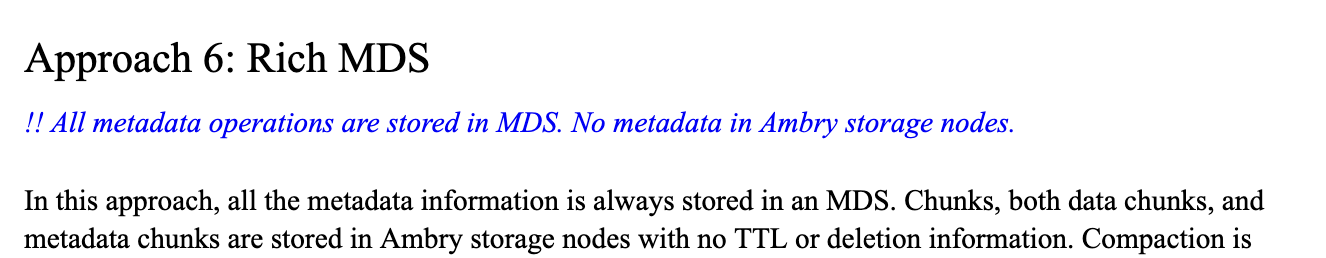 Approach 6: Rich MDS
!! All metadata operations are stored in MDS. No metadata in Ambry storage nodes.
In this approach, all the metadata information is always stored in an MDS. Chunks, both data chunks, and
metadata chunks are stored in Ambry storage nodes with no TTL or deletion information. Compaction is